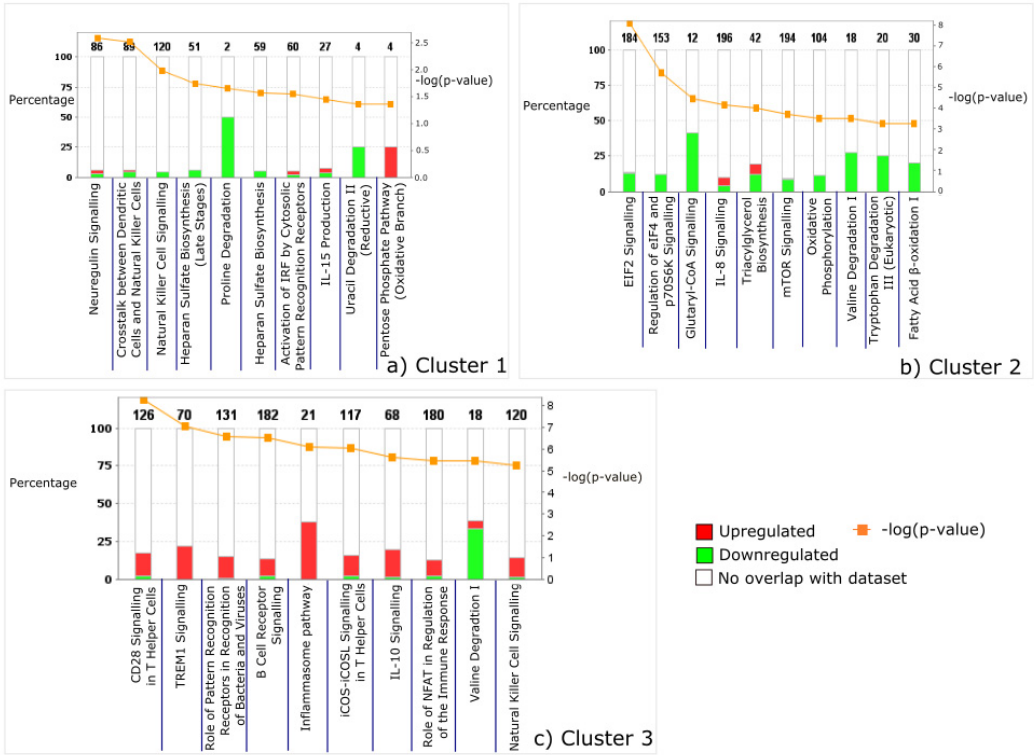 86 89 120 51 2 59 60 27 4 4
100
75
50
25
0
Percentage
2.5
2.0
1.5
1.0
0.5
0.0
-log(p-value)
Neuregulin Signalling
Crosstalk between Dendritic
Cells and Natural Killer Cells
Natural Killer Cell Signalling
Heparan Sulfate Biosynthesis
(Late Stages)
Proline Degradation
Heparan Sulfate Biosynthesis
Activation of IRF by Cytosolic
Pattern Recognition Receptors
IL-15 Production
Uracil Degradation II
(Reductive)
Pentose Phosphate Pathway
(Oxidative Branch)
a) Cluster 1
184 153 12 196 42 194 104 18 20 30
100
75
50
25
0
Percentage
8
7
6
5
4
3
2
1
0
-log(p-value)
EIF2 Signalling
Regulation of eIF4 and
p70S6K Signalling
Glutaryl-CoA Signalling
IL-8 Signalling
Triacylglycerol
Biosynthesis
mTOR Signalling
Oxidative
Phosphorylation
Valine Degradation I
Tryptophan Degradation
III (Eukaryotic)
Fatty Acid β-oxidation I
b) Cluster 2
126 70 131 182 21 117 68 180 18 120
100
75
50
25
0
Percentage
8
7
6
5
4
3
2
1
0
-log(p-value)
CD28 Signalling
in T Helper Cells
TREM1 Signalling
Role of Pattern Recognition
Receptors in Recognition
of Bacteria and Viruses
B Cell Receptor
Signalling
Inflammasome pathway
iCOS-iCOSL Signalling
in T Helper Cells
IL-10 Signalling
Role of NFAT in Regulation
of the Immune Response
Valine Degradtion I
Natural Killer Cell Signalling
c) Cluster 3
Upregulated
-log(p-value)
Downregulated
No overlap with dataset